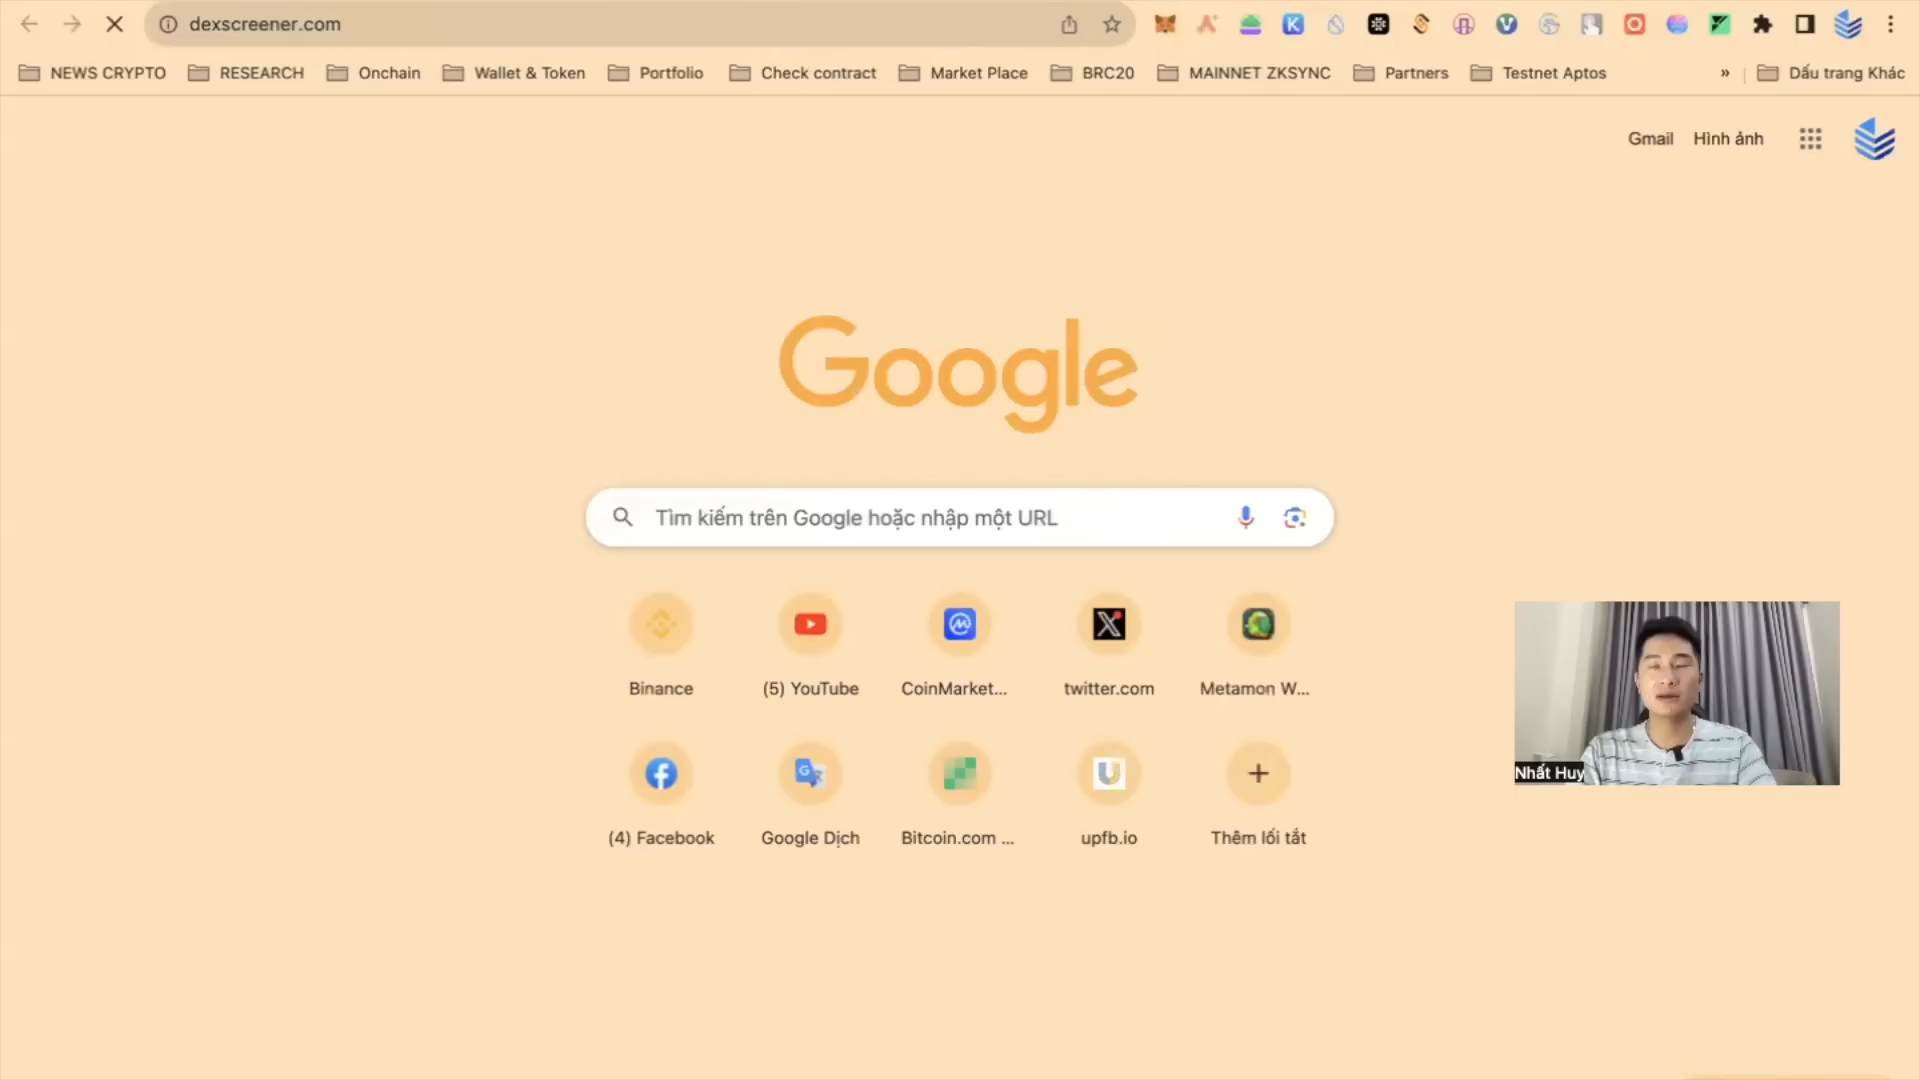 dexscreener.com
NEWS CRYPTO RESEARCH Onchain Wallet & Token Portfolio Check contract Market Place BRC20 MAINNET ZKSYNC Partners Testnet Aptos » Dấu trang Khác
Gmail Hình ảnh
Google
Tìm kiếm trên Google hoặc nhập một URL
Binance (5) YouTube CoinMarket... twitter.com Metamon W...
Nhất Huy
(4) Facebook Google Dịch Bitcoin.com ... upfb.io Thêm lối tắt